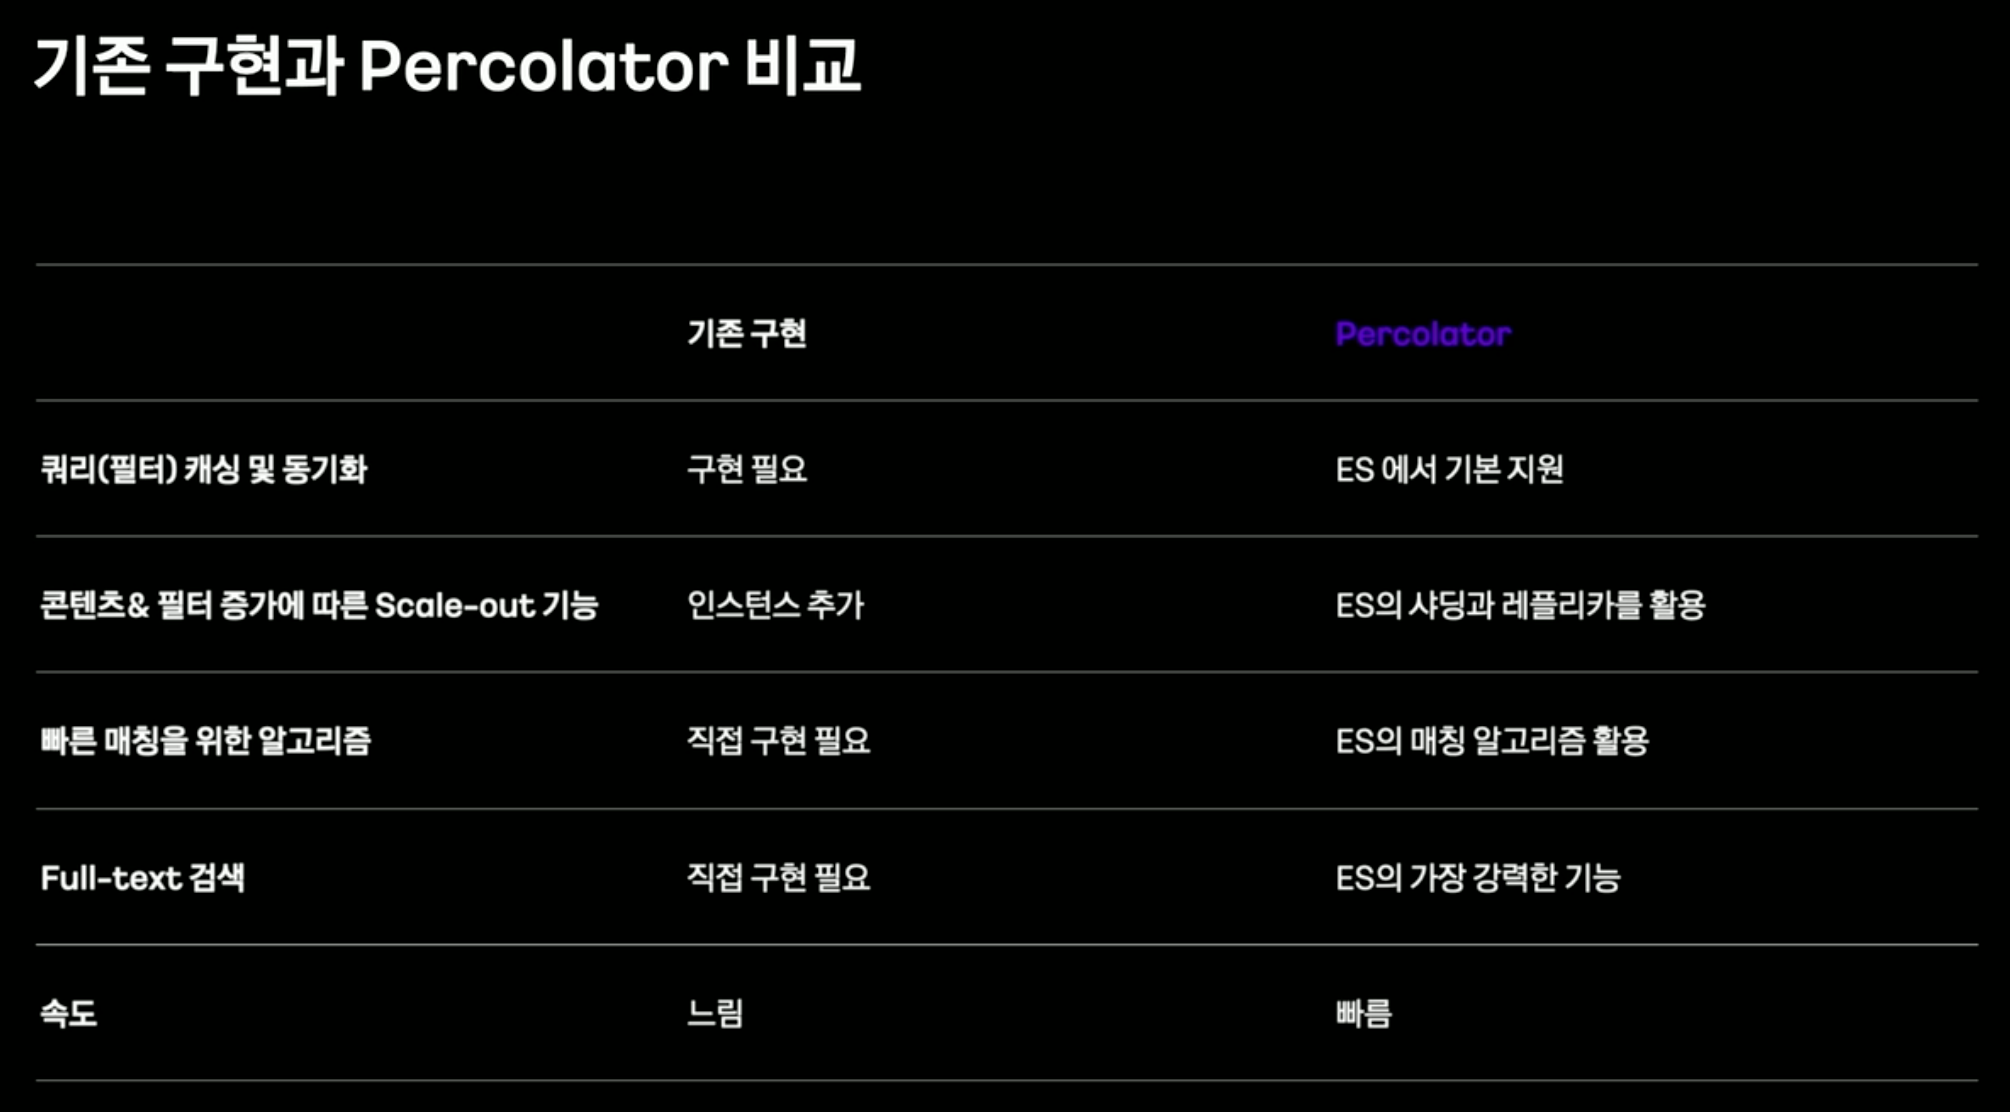 기존 구현과 Percolator 비교
기존 구현 Percolator
쿼리(필터) 캐싱 및 동기화 구현 필요 ES 에서 기본 지원
콘텐츠& 필터 증가에 따른 Scale-out 기능 인스턴스 추가 ES의 샤딩과 레플리카를 활용
빠른 매칭을 위한 알고리즘 직접 구현 필요 ES의 매칭 알고리즘 활용
Full-text 검색 직접 구현 필요 ES의 가장 강력한 기능
속도 느림 빠름